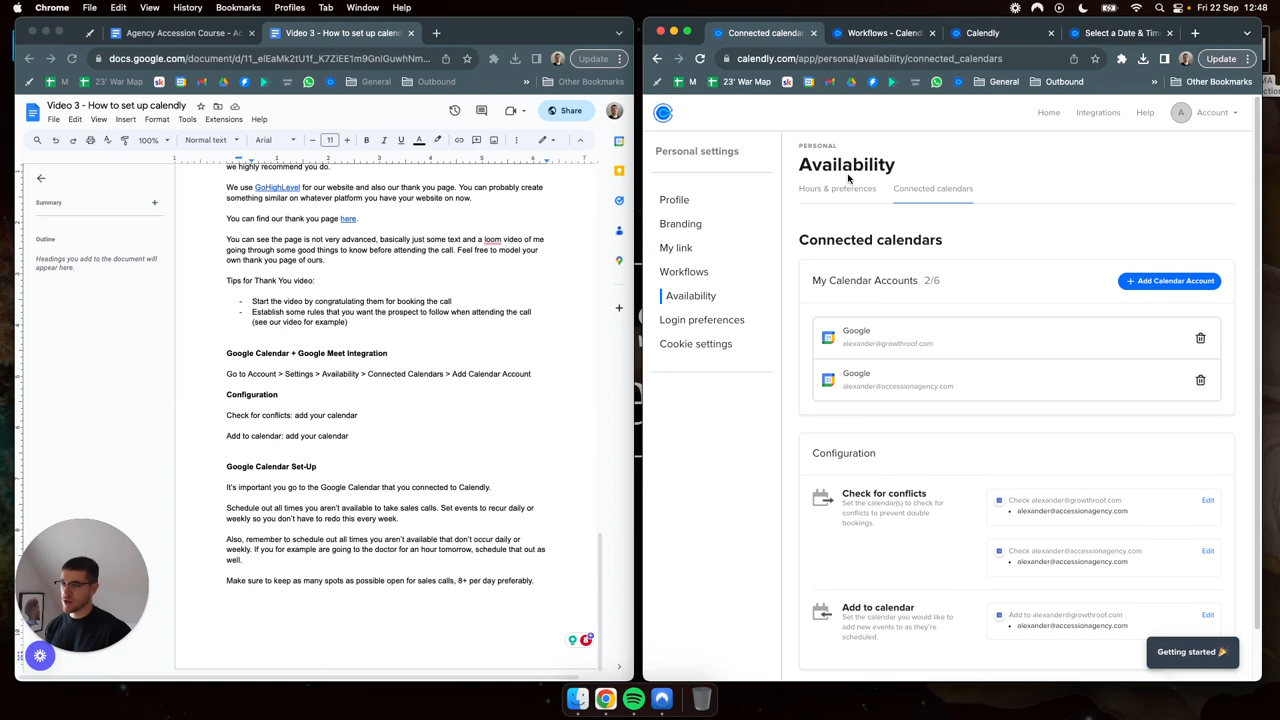 Chrome File Edit View History Bookmarks Profiles Tab Window Help
Fri 22 Sep 12:48
Agency Accession Course - A
Video 3 - How to set up calend
docs.google.com/document/d/11_elEaMk2tU1f_K7ZiEE1m9GnIGuwhNm...
Update
M 23' War Map sk General Outbound » Other Bookmarks
Video 3 - How to set up calendly
File Edit View Insert Format Tools Extensions Help
Share
100% Normal text Arial 11 B I U A
Summary
Outline
Headings you add to the document will
appear here.
we highly recommend you do.
We use GoHighLevel for our website and also our thank you page. You can probably create
something similar on whatever platform you have your website on now.
You can find our thank you page here.
You can see the page is not very advanced, basically just some text and a loom video of me
going through some good things to know before attending the call. Feel free to model your
own thank you page of ours.
Tips for Thank You video:
- Start the video by congratulating them for booking the call
- Establish some rules that you want the prospect to follow when attending the call
(see our video for example)
Google Calendar + Google Meet Integration
Go to Account > Settings > Availability > Connected Calendars > Add Calendar Account
Configuration
Check for conflicts: add your calendar
Add to calendar: add your calendar
Google Calendar Set-Up
It's important you go to the Google Calendar that you connected to Calendly.
Schedule out all times you aren't available to take sales calls. Set events to recur daily or
weekly so you don't have to redo this every week.
Also, remember to schedule out all times you aren't available that don't occur daily or
weekly. If you for example are going to the doctor for an hour tomorrow, schedule that out as
well.
Make sure to keep as many spots as possible open for sales calls, 8+ per day preferably.
Connected calendar
Workflows - Calendl
Calendly
Select a Date & Time
calendly.com/app/personal/availability/connected_calendars
Update
M 23' War Map sk General Outbound » Other Bookmarks
Home Integrations Help A Account
Personal settings
Profile
Branding
My link
Workflows
Availability
Login preferences
Cookie settings
PERSONAL
Availability
Hours & preferences Connected calendars
Connected calendars
My Calendar Accounts 2/6
+ Add Calendar Account
Google
alexander@growthroof.com
Google
alexander@accessionagency.com
Configuration
Check for conflicts
Set the calendar(s) to check for
conflicts to prevent double
bookings.
Check alexander@growthroof.com Edit
• alexander@accessionagency.com
Check alexander@accessionagency.com Edit
• alexander@accessionagency.com
Add to calendar
Set the calendar you would like to
add new events to as they're
scheduled.
Add to alexander@growthroof.com Edit
• alexander@accessionagency.com
Getting started 🎉